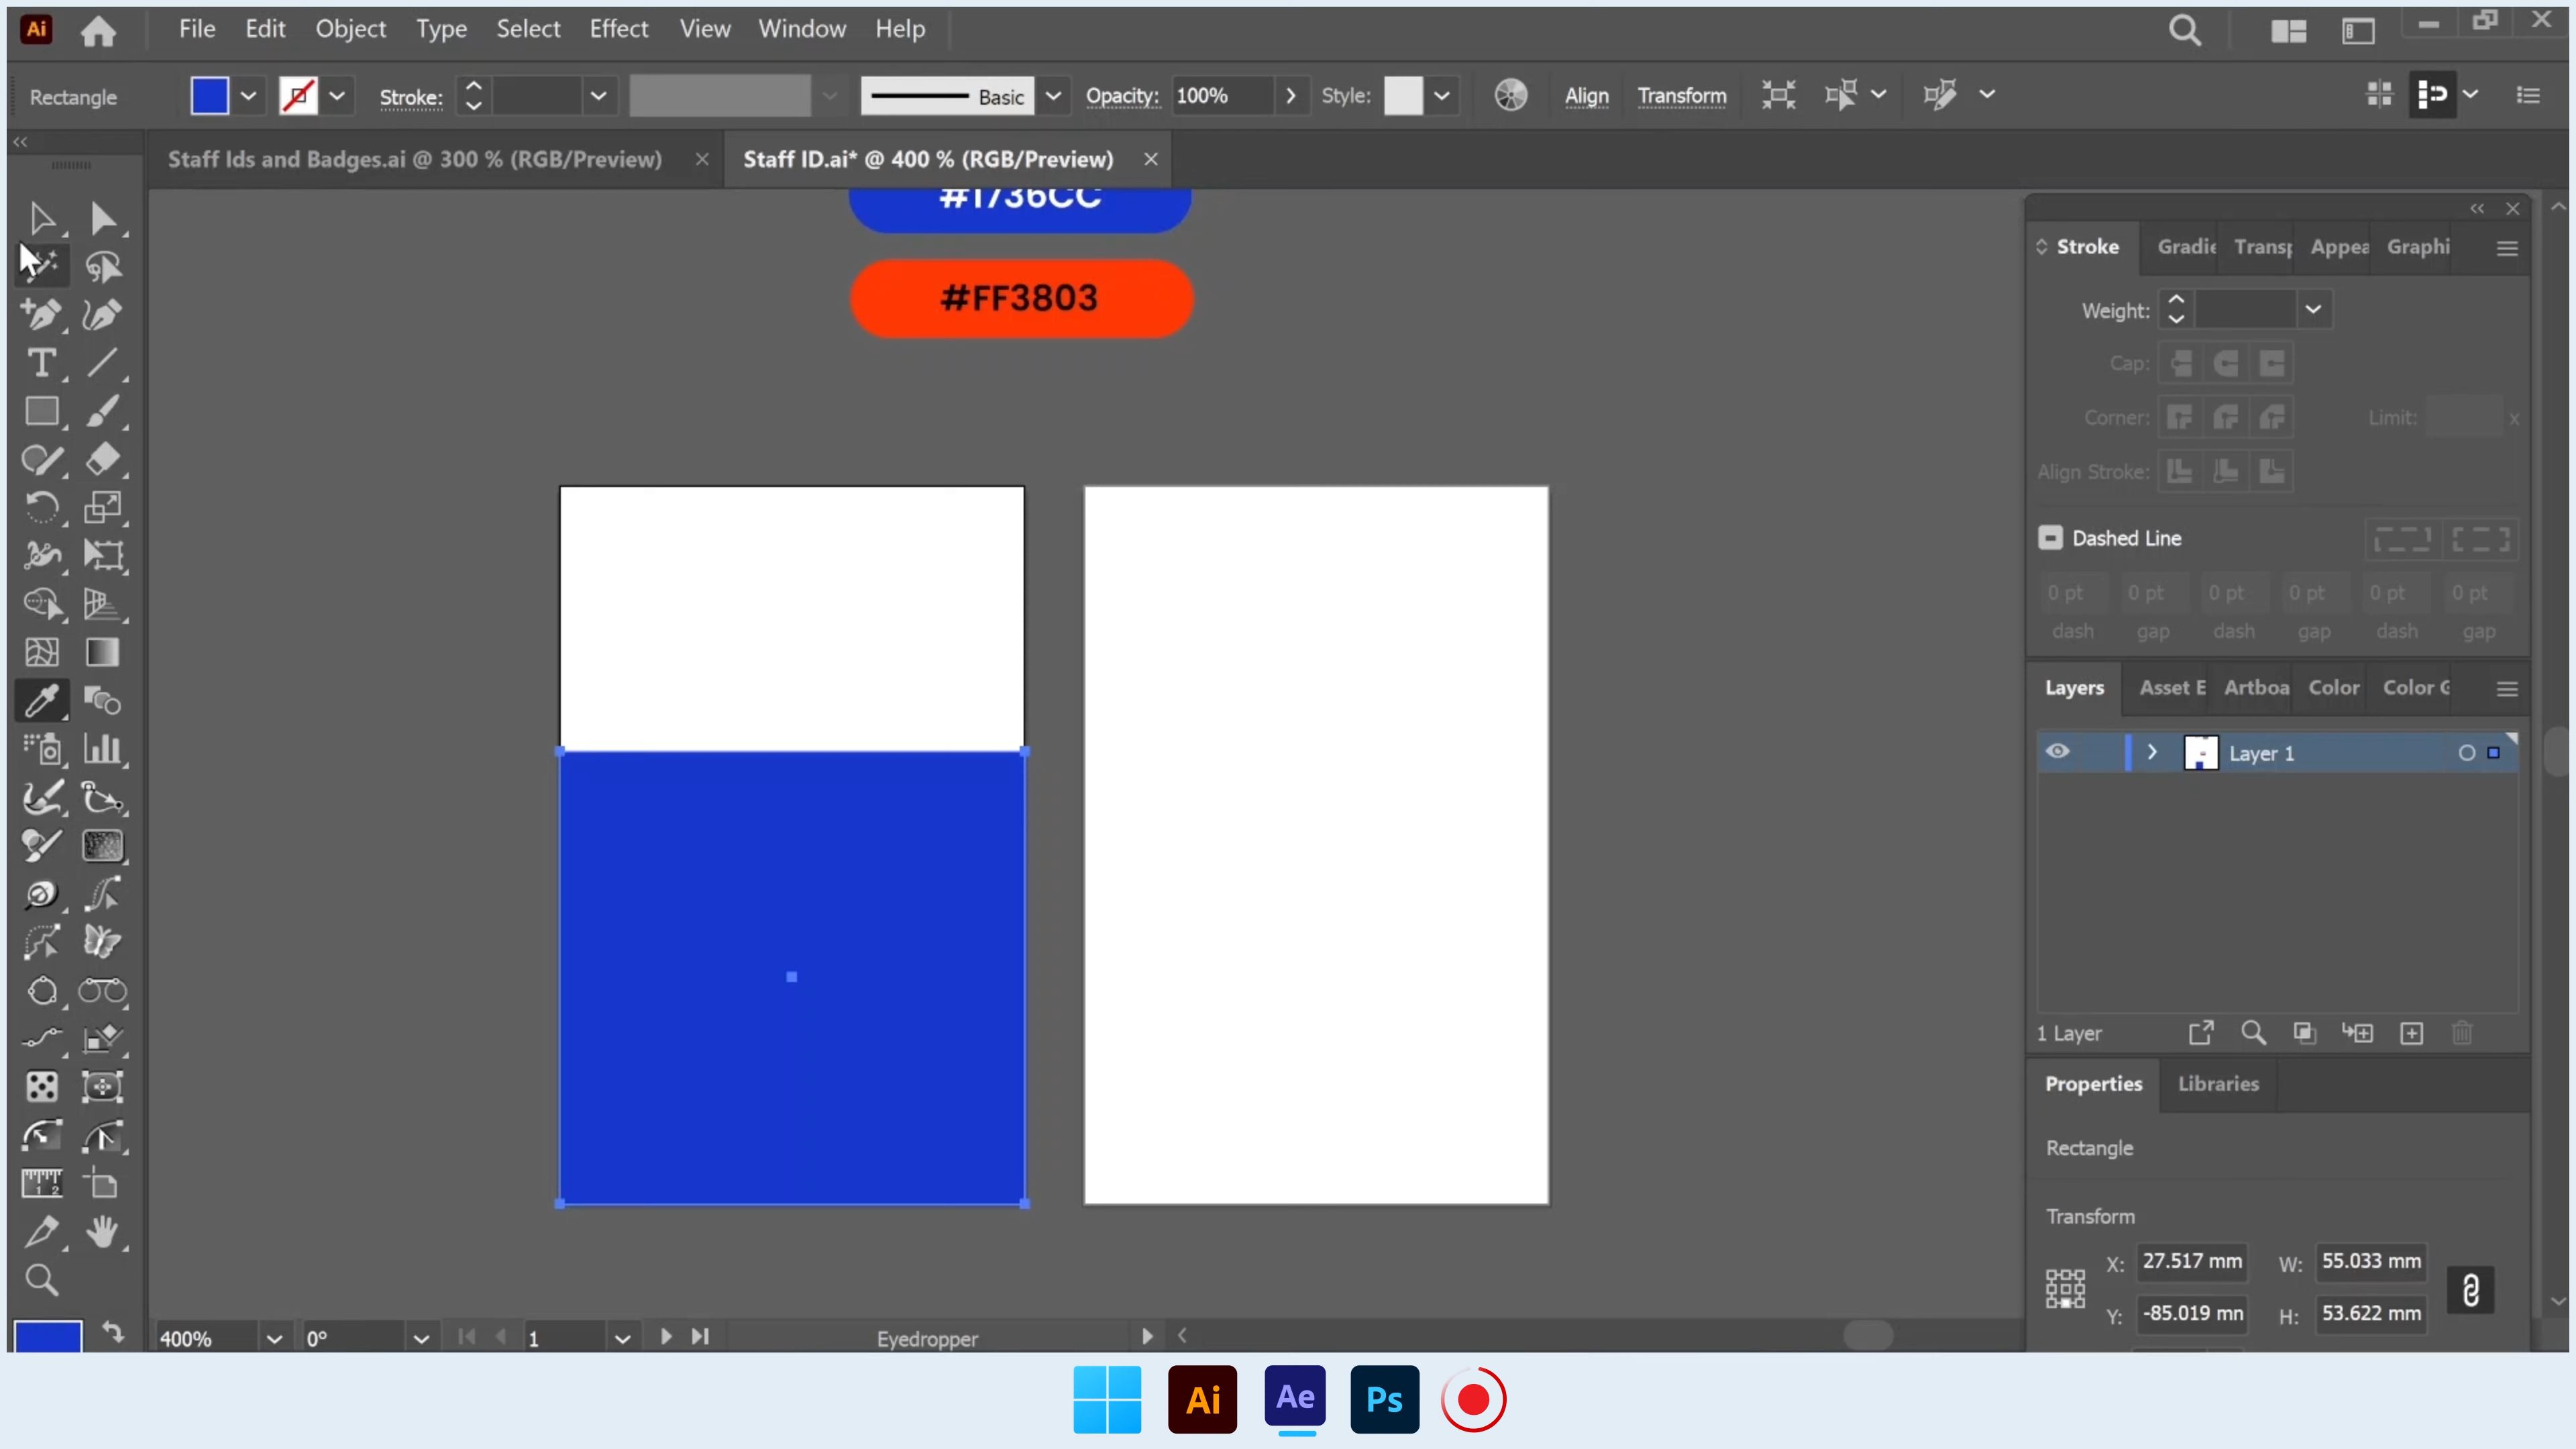 Ai File Edit Object Type Select Effect View Window Help
Rectangle Stroke: Basic Opacity: 100% Style: Align Transform
Staff Ids and Badges.ai @ 300 % (RGB/Preview) × Staff ID.ai* @ 400 % (RGB/Preview) ×
#1736CC
#FF3803
Stroke Gradie Transp Appea Graphi
Weight:
Cap:
Corner: Limit: x
Align Stroke:
Dashed Line
0 pt 0 pt 0 pt 0 pt 0 pt 0 pt
dash gap dash gap dash gap
Layers Asset E Artboa Color Color G
Layer 1
1 Layer
Properties Libraries
Rectangle
Transform
X: 27.517 mm W: 55.033 mm
Y: -85.019 mn H: 53.622 mm
400% 0° 1 Eyedropper
Ai Ae Ps